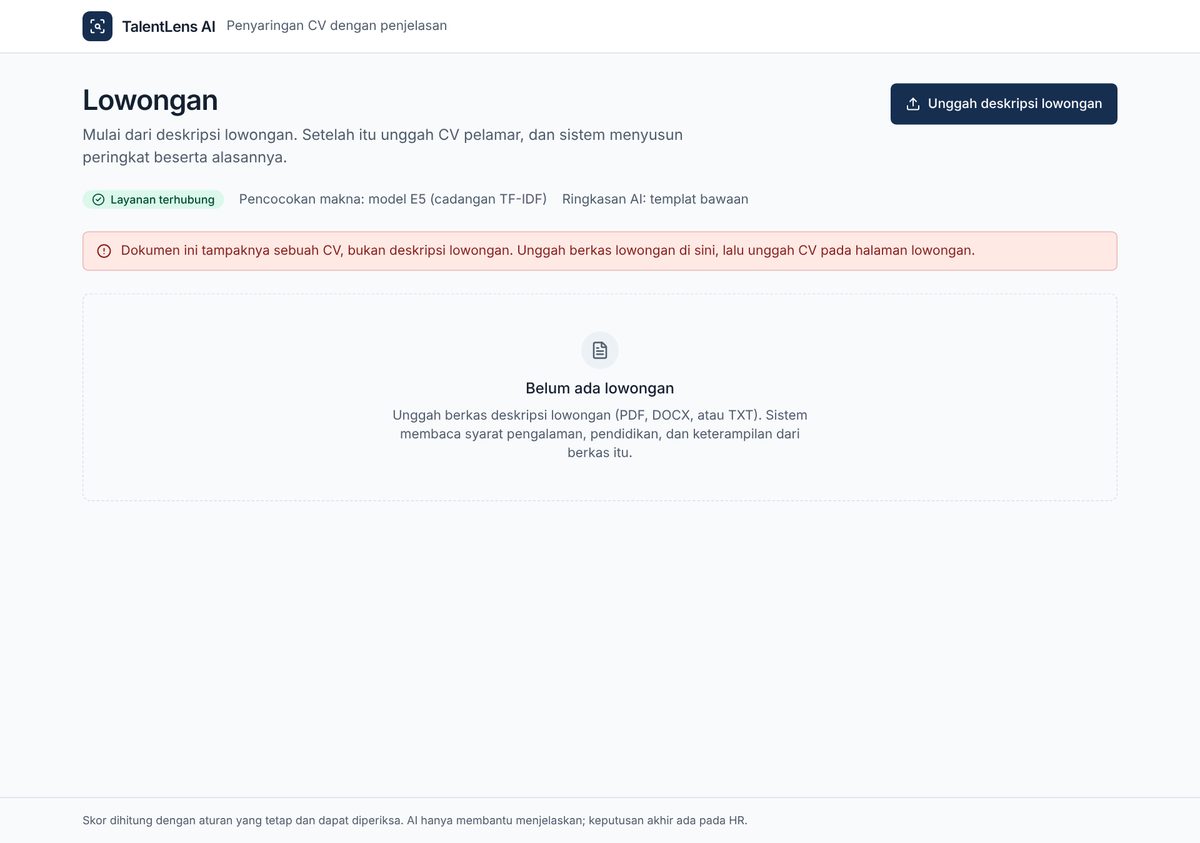 TalentLens AI Penyaringan CV dengan penjelasan
Lowongan
Unggah deskripsi lowongan
Mulai dari deskripsi lowongan. Setelah itu unggah CV pelamar, dan sistem menyusun
peringkat beserta alasannya.
Layanan terhubung Pencocokan makna: model E5 (cadangan TF-IDF) Ringkasan AI: templat bawaan
Dokumen ini tampaknya sebuah CV, bukan deskripsi lowongan. Unggah berkas lowongan di sini, lalu unggah CV pada halaman lowongan.
Belum ada lowongan
Unggah berkas deskripsi lowongan (PDF, DOCX, atau TXT). Sistem
membaca syarat pengalaman, pendidikan, dan keterampilan dari
berkas itu.
Skor dihitung dengan aturan yang tetap dan dapat diperiksa. AI hanya membantu menjelaskan; keputusan akhir ada pada HR.